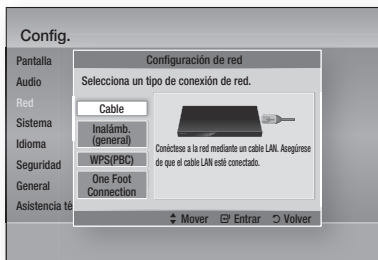 Config.
Pantalla
Audio
Red
Sistema
Idioma
Seguridad
General
Asistencia té
Configuración de red
Selecciona un tipo de conexión de red.
Cable
Inalámb.
(general)
WPS(PBC)
One Foot
Connection
Conéctese a la red mediante un cable LAN. Asegúrese
de que el cable LAN esté conectado.
Mover Entrar Volver